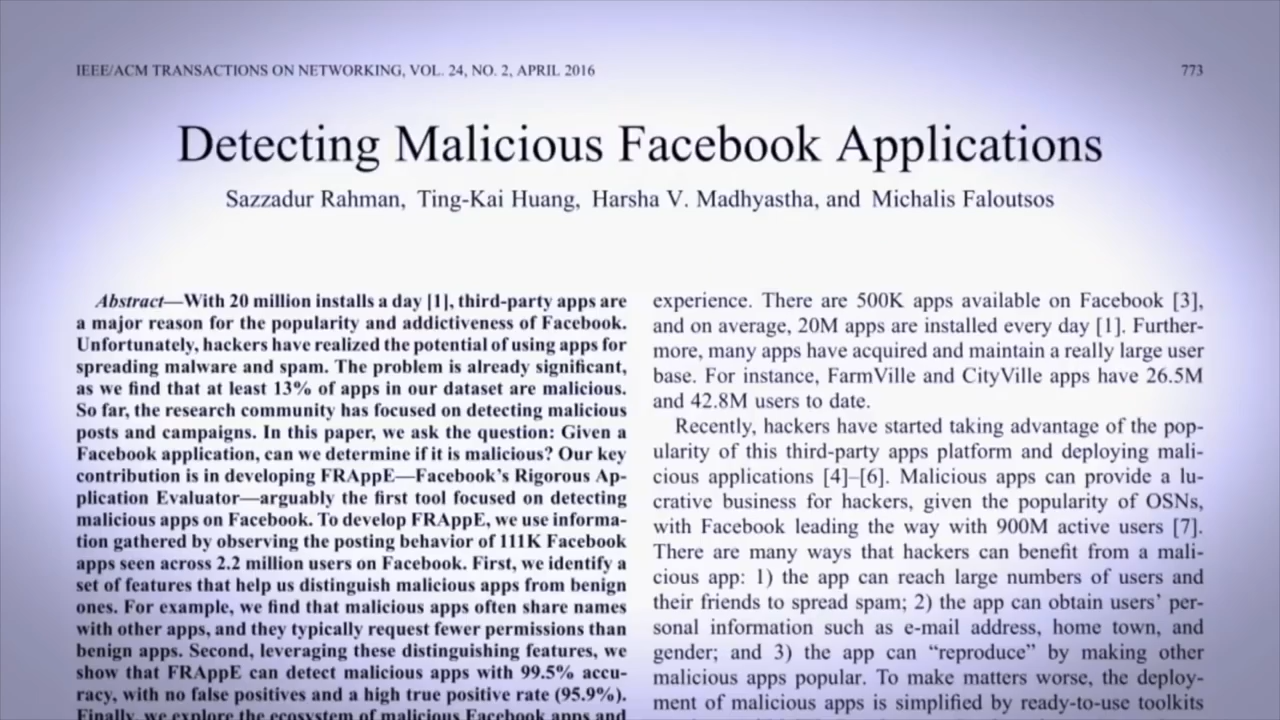 IEEE/ACM TRANSACTIONS ON NETWORKING, VOL. 24, NO. 2, APRIL 2016 773
Detecting Malicious Facebook Applications
Sazzadur Rahman, Ting-Kai Huang, Harsha V. Madhyastha, and Michalis Faloutsos
Abstract—With 20 million installs a day [1], third-party apps are
a major reason for the popularity and addictiveness of Facebook.
Unfortunately, hackers have realized the potential of using apps for
spreading malware and spam. The problem is already significant,
as we find that at least 13% of apps in our dataset are malicious.
So far, the research community has focused on detecting malicious
posts and campaigns. In this paper, we ask the question: Given a
Facebook application, can we determine if it is malicious? Our key
contribution is in developing FRAppE—Facebook's Rigorous Ap-
plication Evaluator—arguably the first tool focused on detecting
malicious apps on Facebook. To develop FRAppE, we use informa-
tion gathered by observing the posting behavior of 111K Facebook
apps seen across 2.2 million users on Facebook. First, we identify a
set of features that help us distinguish malicious apps from benign
ones. For example, we find that malicious apps often share names
with other apps, and they typically request fewer permissions than
benign apps. Second, leveraging these distinguishing features, we
show that FRAppE can detect malicious apps with 99.5% accu-
racy, with no false positives and a high true positive rate (95.9%).
Finally, we explore the ecosystem of malicious Facebook apps and
experience. There are 500K apps available on Facebook [3],
and on average, 20M apps are installed every day [1]. Further-
more, many apps have acquired and maintain a really large user
base. For instance, FarmVille and CityVille apps have 26.5M
and 42.8M users to date.
Recently, hackers have started taking advantage of the pop-
ularity of this third-party apps platform and deploying mali-
cious applications [4]–[6]. Malicious apps can provide a lu-
crative business for hackers, given the popularity of OSNs,
with Facebook leading the way with 900M active users [7].
There are many ways that hackers can benefit from a mali-
cious app: 1) the app can reach large numbers of users and
their friends to spread spam; 2) the app can obtain users' per-
sonal information such as e-mail address, home town, and
gender; and 3) the app can "reproduce" by making other
malicious apps popular. To make matters worse, the deploy-
ment of malicious apps is simplified by ready-to-use toolkits